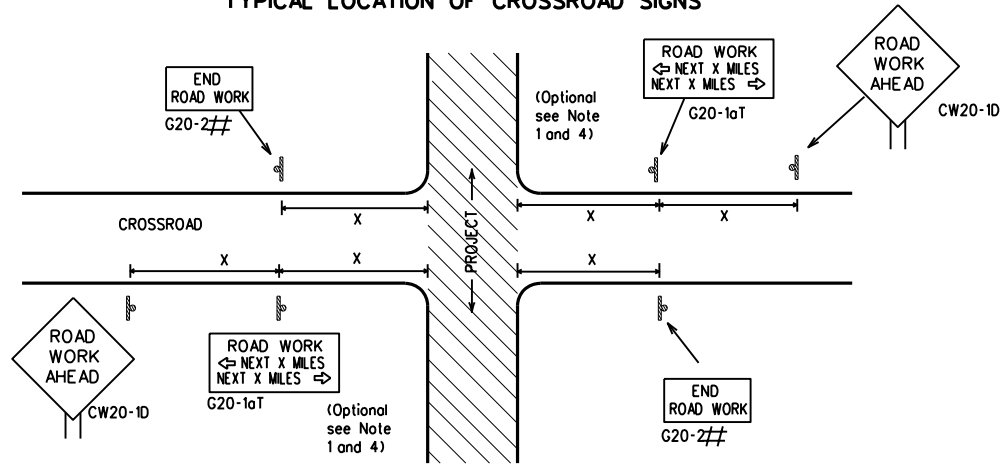 TYPICAL LOCATION OF CROSSROAD SIGNS
END
ROAD WORK
G20-2##
(Optional
see Note
1 and 4)
ROAD WORK
⇦ NEXT X MILES
NEXT X MILES ⇨
G20-1aT
ROAD
WORK
AHEAD
CW20-1D
CROSSROAD
X
X
X
PROJECT
X
X
X
ROAD
WORK
AHEAD
CW20-1D
ROAD WORK
⇦ NEXT X MILES
NEXT X MILES ⇨
G20-1aT
(Optional
see Note
1 and 4)
END
ROAD WORK
G20-2##